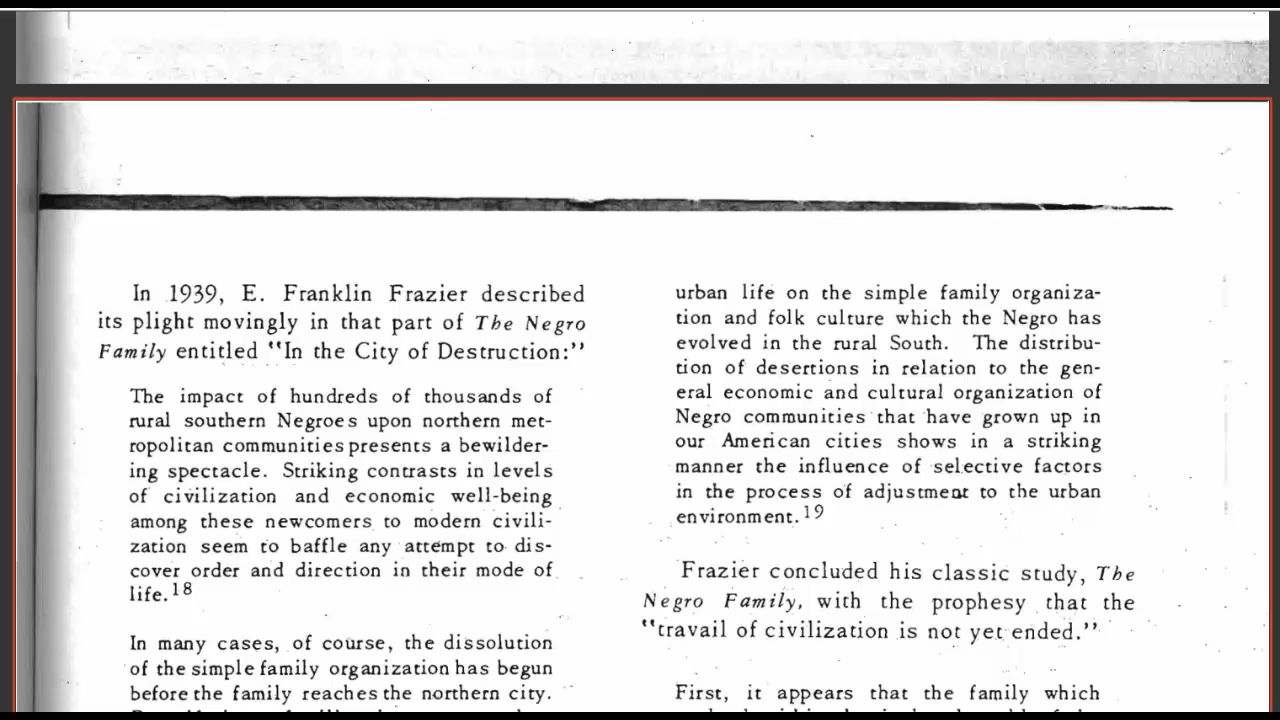 In 1939, E. Franklin Frazier described
its plight movingly in that part of The Negro
Family entitled "In the City of Destruction:"
The impact of hundreds of thousands of
rural southern Negroes upon northern met-
ropolitan communities presents a bewilder-
ing spectacle. Striking contrasts in levels
of civilization and economic well-being
among these newcomers to modern civili-
zation seem to baffle any attempt to dis-
cover order and direction in their mode of
life.18
In many cases, of course, the dissolution
of the simple family organization has begun
before the family reaches the northern city.
urban life on the simple family organiza-
tion and folk culture which the Negro has
evolved in the rural South. The distribu-
tion of desertions in relation to the gen-
eral economic and cultural organization of
Negro communities that have grown up in
our American cities shows in a striking
manner the influence of selective factors
in the process of adjustment to the urban
environment.19
Frazier concluded his classic study, The
Negro Family, with the prophesy that the
"travail of civilization is not yet ended."
First, it appears that the family which